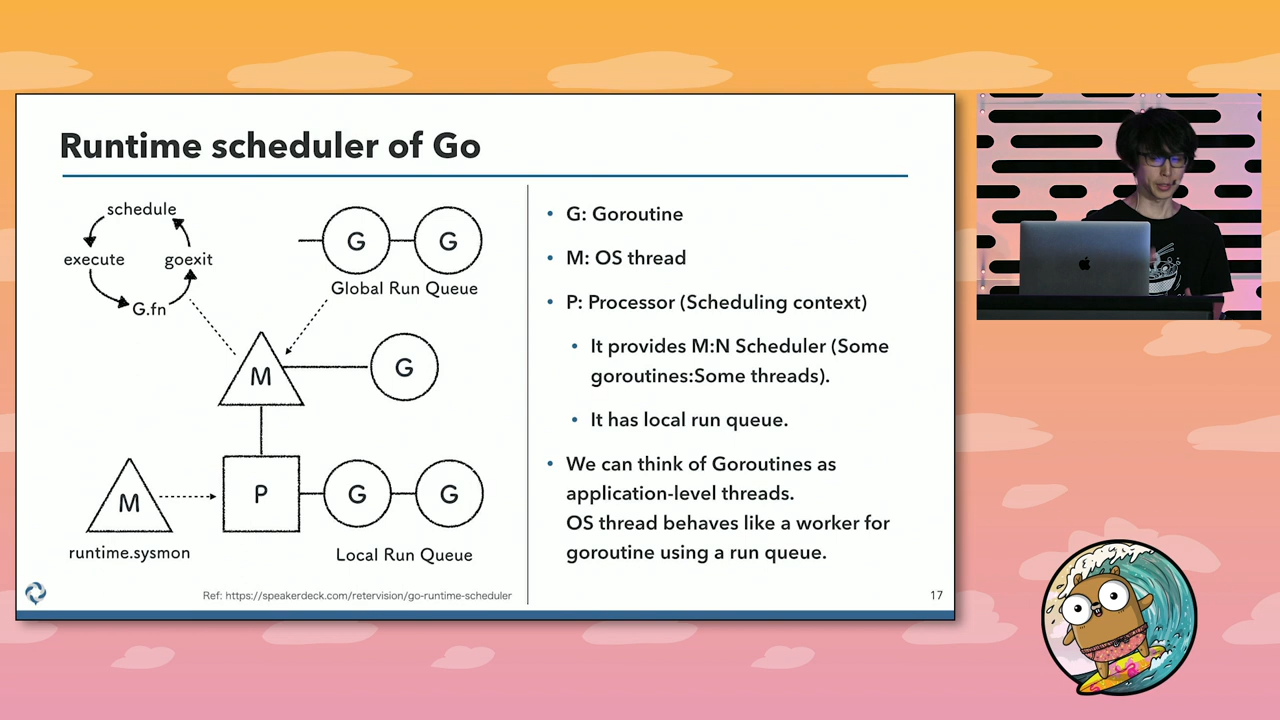 Runtime scheduler of Go
schedule
execute
goexit
G.fn
G
G
Global Run Queue
M
G
M
P
G
G
runtime.sysmon
Local Run Queue
Ref: https://speakerdeck.com/retervision/go-runtime-scheduler
• G: Goroutine
• M: OS thread
• P: Processor (Scheduling context)
• It provides M:N Scheduler (Some
goroutines:Some threads).
• It has local run queue.
• We can think of Goroutines as
application-level threads.
OS thread behaves like a worker for
goroutine using a run queue.
17